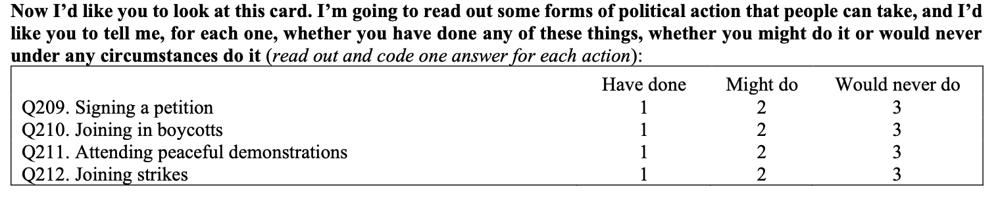 Now I’d like you to look at this card. I’m going to read out some forms of political action that people can take, and I’d
like you to tell me, for each one, whether you have done any of these things, whether you might do it or would never
under any circumstances do it (read out and code one answer for each action):
Have done Might do Would never do
Q209. Signing a petition 1 2 3
Q210. Joining in boycotts 1 2 3
Q211. Attending peaceful demonstrations 1 2 3
Q212. Joining strikes 1 2 3